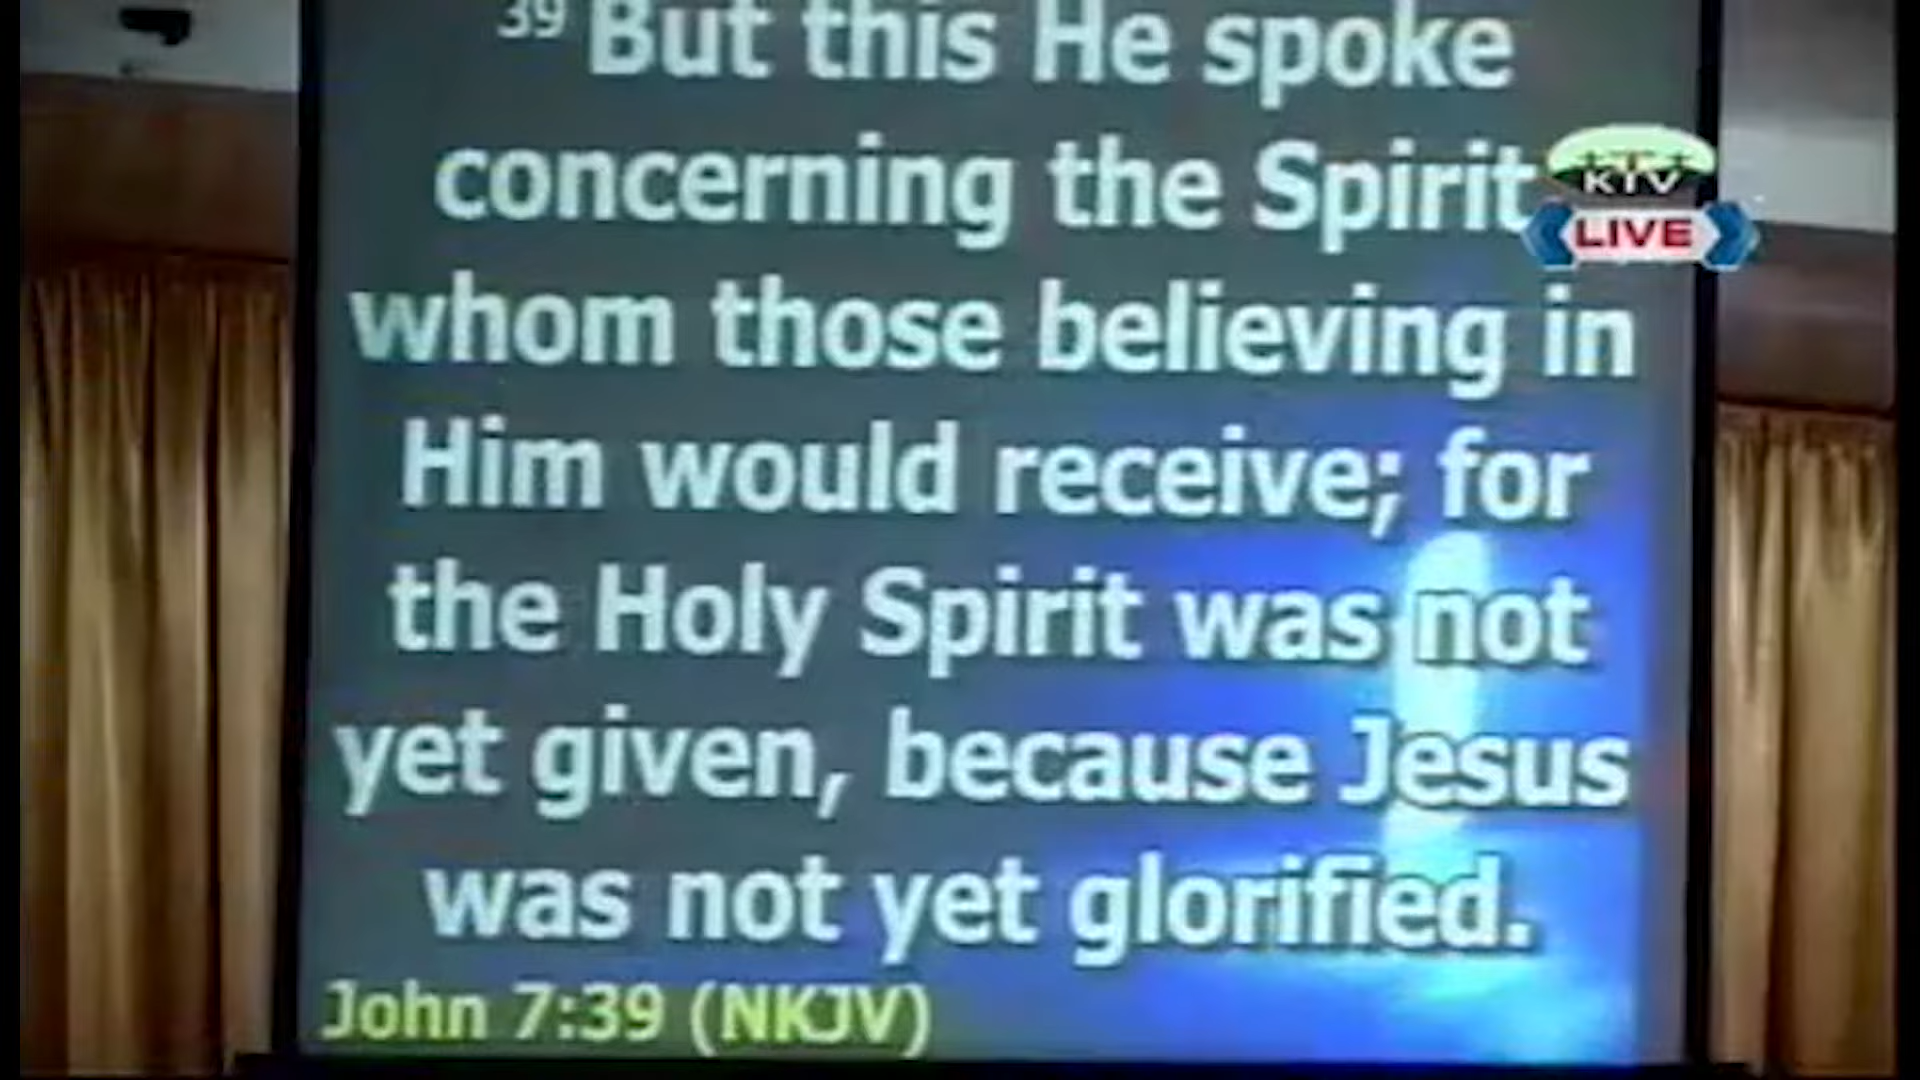 39 But this He spoke
concerning the Spirit
whom those believing in
Him would receive; for
the Holy Spirit was not
yet given, because Jesus
was not yet glorified.
John 7:39 (NKJV)
KTV
LIVE